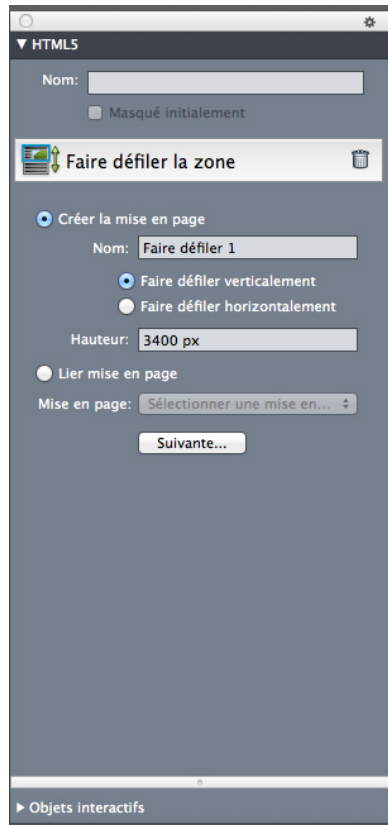 HTML5
Nom:
Masqué initialement
Faire défiler la zone
Créer la mise en page
Nom: Faire défiler 1
Faire défiler verticalement
Faire défiler horizontalement
Hauteur: 3400 px
Lier mise en page
Mise en page: Sélectionner une mise en...
Suivante...
Objets interactifs